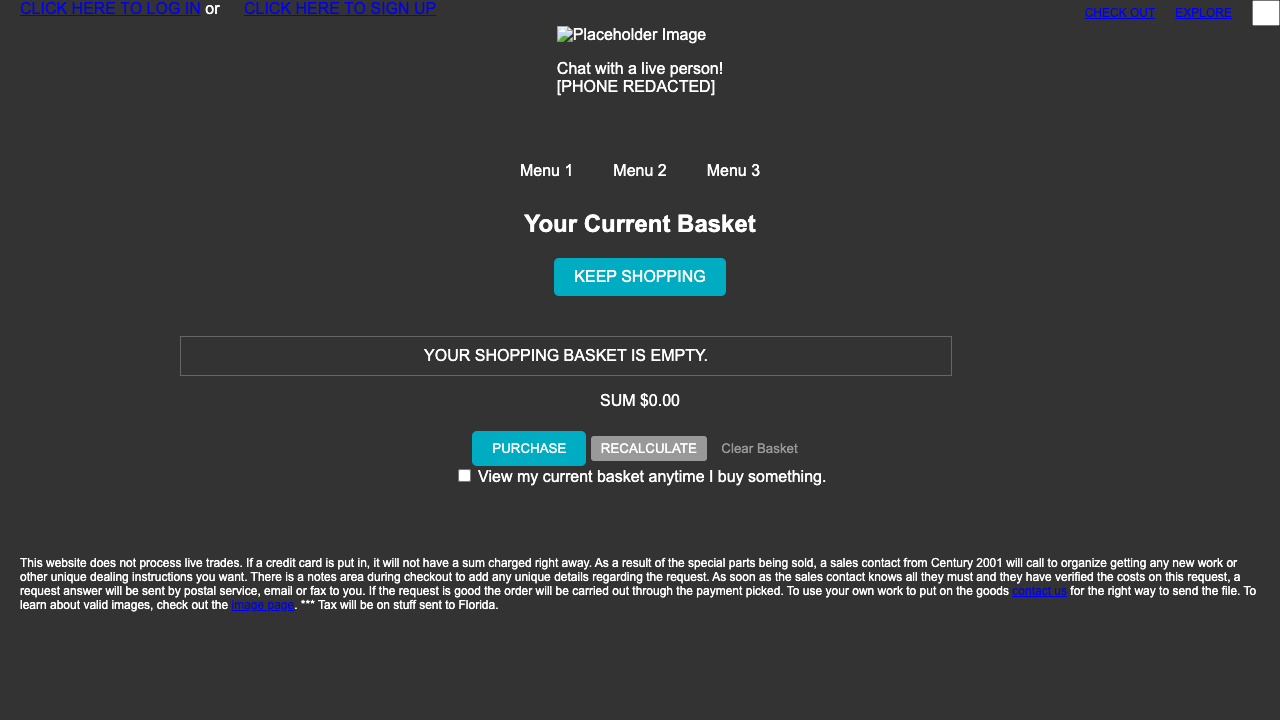 CLICK HERE TO LOG IN or CLICK HERE TO SIGN UP
CHECK OUT EXPLORE
Placeholder Image
Chat with a live person!
[PHONE REDACTED]
Menu 1 Menu 2 Menu 3
Your Current Basket
KEEP SHOPPING
YOUR SHOPPING BASKET IS EMPTY.
SUM $0.00
PURCHASE RECALCULATE Clear Basket
View my current basket anytime I buy something.
This website does not process live trades. If a credit card is put in, it will not have a sum charged right away. As a result of the special parts being sold, a sales contact from Century 2001 will call to organize getting any new work or
other unique dealing instructions you want. There is a notes area during checkout to add any unique details regarding the request. As soon as the sales contact knows all they must and they have verified the costs on this request, a
request answer will be sent by postal service, email or fax to you. If the request is good the order will be carried out through the payment picked. To use your own work to put on the goods contact us for the right way to send the file. To
learn about valid images, check out the image page. *** Tax will be on stuff sent to Florida.